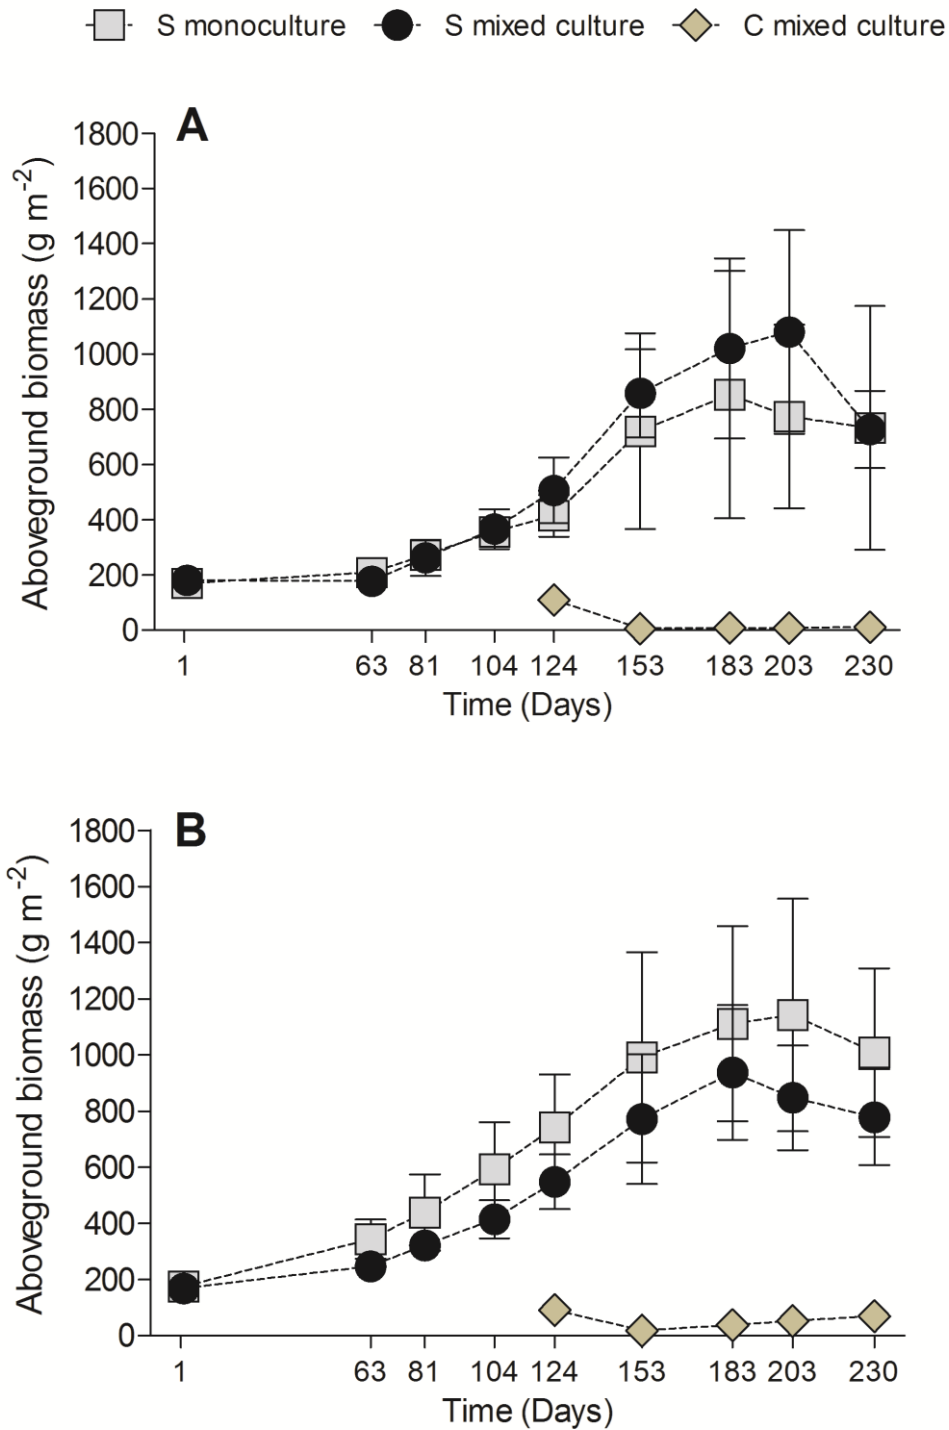 S monoculture S mixed culture C mixed culture
A
Aboveground biomass (g m⁻²)
1800
1600
1400
1200
1000
800
600
400
200
0
1 63 81 104 124 153 183 203 230
Time (Days)
B
Aboveground biomass (g m⁻²)
1800
1600
1400
1200
1000
800
600
400
200
0
1 63 81 104 124 153 183 203 230
Time (Days)